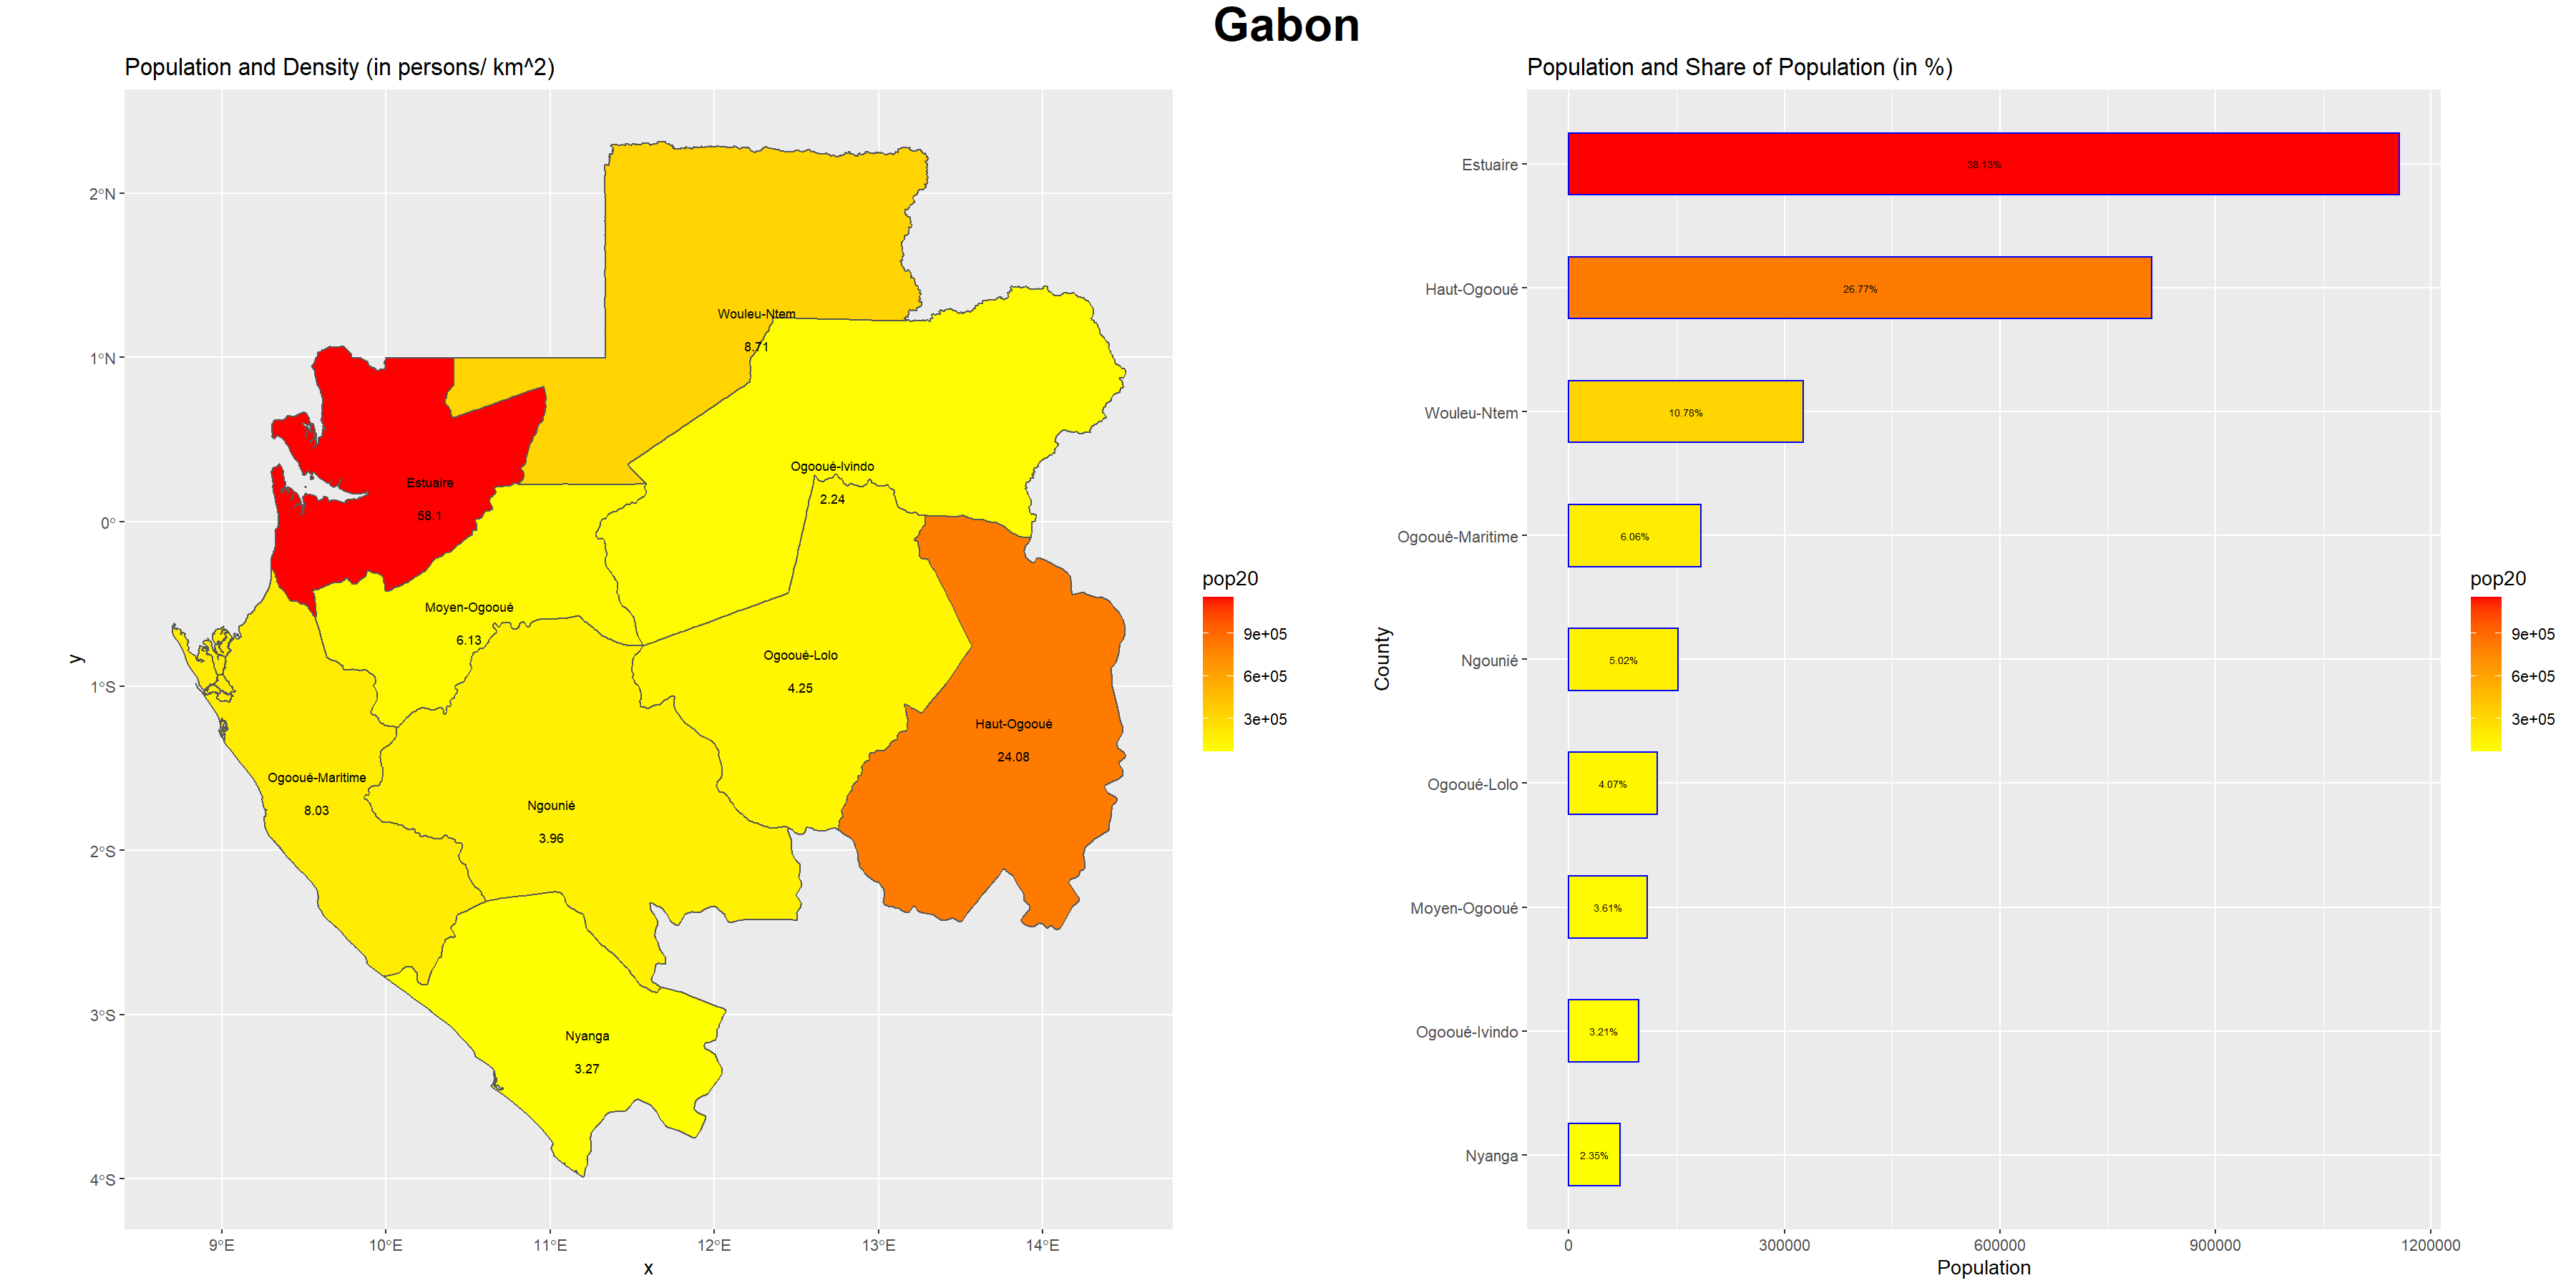 Gabon
Population and Density (in persons/ km^2)
2°N
1°N
0°
1°S
2°S
3°S
4°S
y
Wouleu-Ntem
8.71
Ogooué-Ivindo
2.24
Estuaire
58.1
Moyen-Ogooué
6.13
Ogooué-Lolo
4.25
Haut-Ogooué
24.08
Ogooué-Maritime
8.03
Ngounié
3.96
Nyanga
3.27
9°E
10°E
11°E
12°E
13°E
14°E
x
pop20
9e+05
6e+05
3e+05
Population and Share of Population (in %)
County
Estuaire
38.13%
Haut-Ogooué
26.77%
Wouleu-Ntem
10.78%
Ogooué-Maritime
6.06%
Ngounié
5.02%
Ogooué-Lolo
4.07%
Moyen-Ogooué
3.61%
Ogooué-Ivindo
3.21%
Nyanga
2.35%
0
300000
600000
900000
1200000
Population
pop20
9e+05
6e+05
3e+05